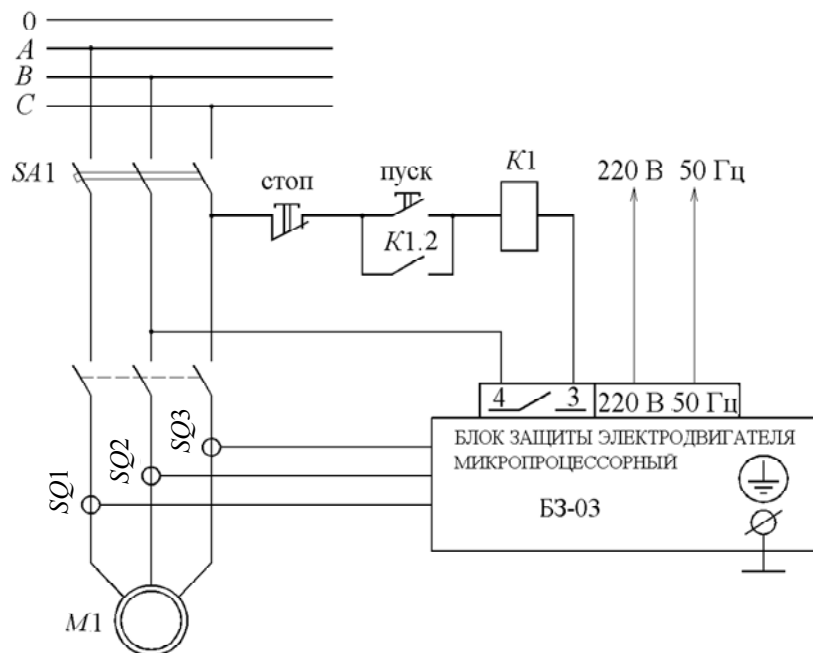 0
A
B
C
SA1
стоп
пуск
K1
K1.2
220 В 50 Гц
4 3
220 В 50 Гц
SQ3
SQ2
SQ1
БЛОК ЗАЩИТЫ ЭЛЕКТРОДВИГАТЕЛЯ
МИКРОПРОЦЕССОРНЫЙ
БЗ-03
M1